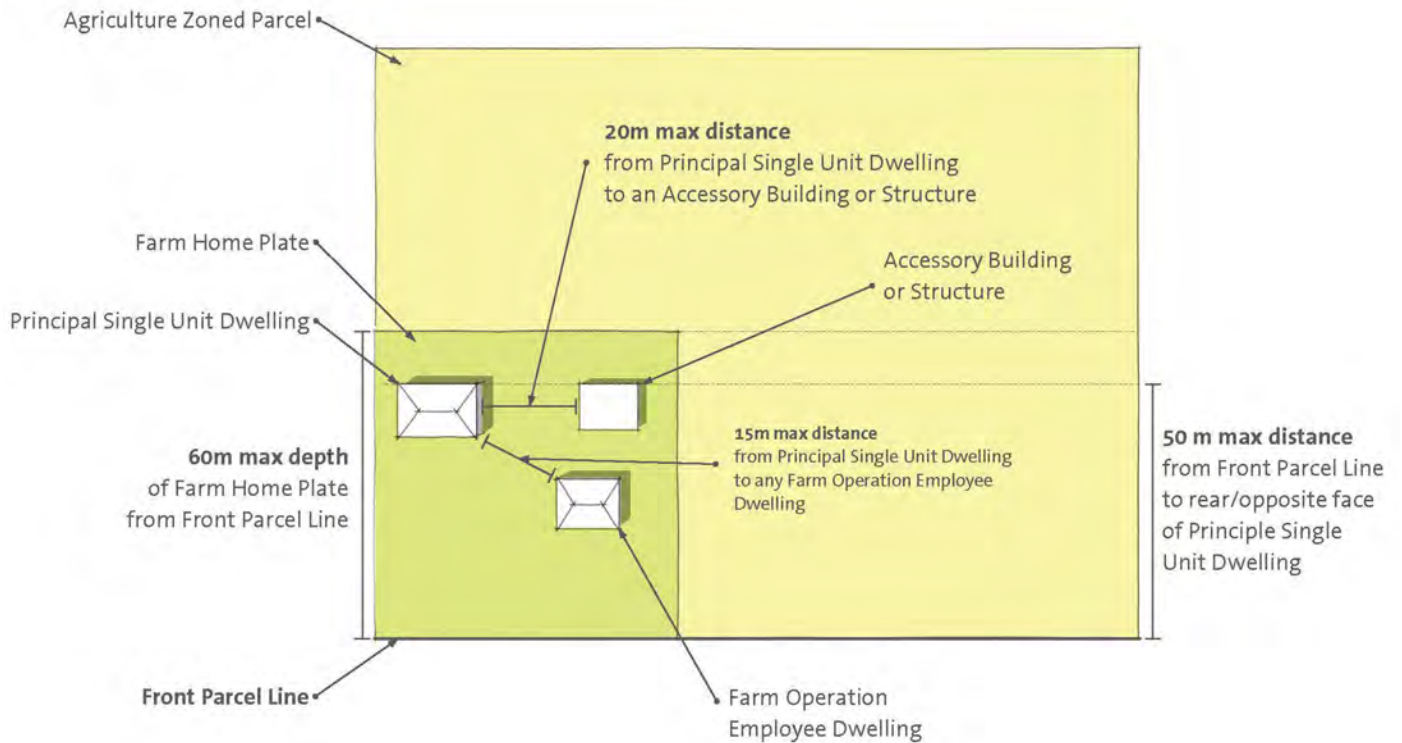 Agriculture Zoned Parcel
20m max distance
from Principal Single Unit Dwelling
to an Accessory Building or Structure
Farm Home Plate
Accessory Building
or Structure
Principal Single Unit Dwelling
60m max depth
of Farm Home Plate
from Front Parcel Line
15m max distance
from Principal Single Unit Dwelling
to any Farm Operation Employee
Dwelling
50 m max distance
from Front Parcel Line
to rear/opposite face
of Principle Single
Unit Dwelling
Front Parcel Line
Farm Operation
Employee Dwelling